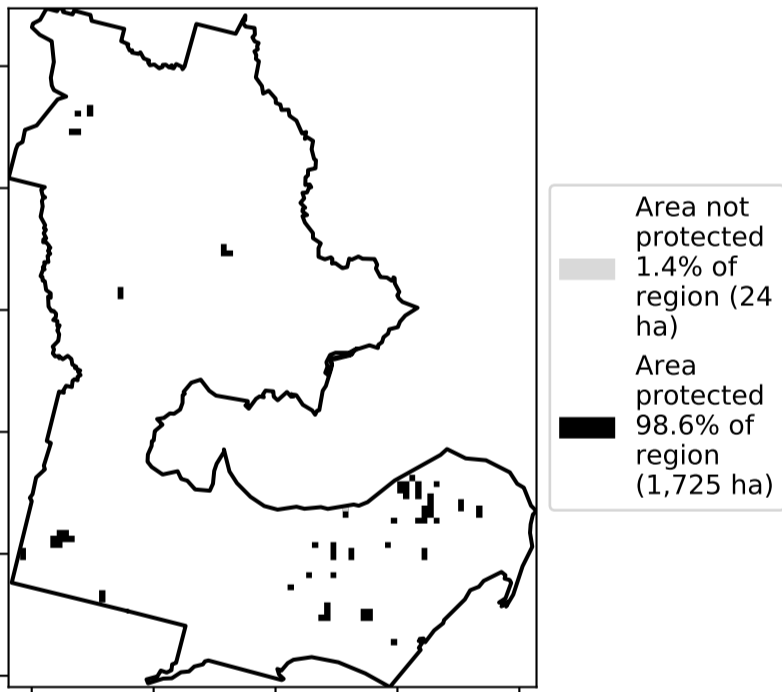 Area not
protected
1.4% of
region (24
ha)
Area
protected
98.6% of
region
(1,725 ha)